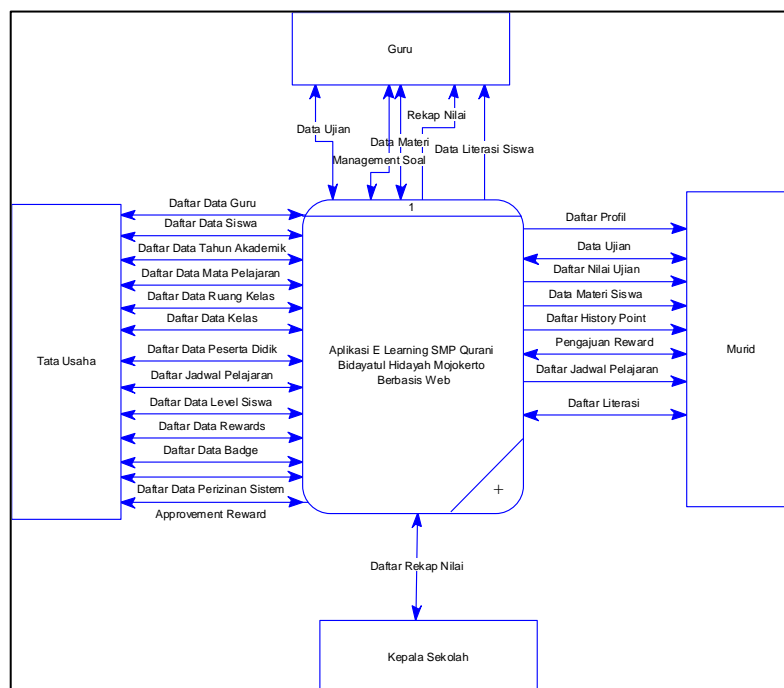 Guru
Data Ujian
Management Soal
Data Materi
Rekap Nilai
Data Literasi Siswa
Tata Usaha
Daftar Data Guru
Daftar Data Siswa
Daftar Data Tahun Akademik
Daftar Data Mata Pelajaran
Daftar Data Ruang Kelas
Daftar Data Kelas
Daftar Data Peserta Didik
Daftar Jadwal Pelajaran
Daftar Data Level Siswa
Daftar Data Rewards
Daftar Data Badge
Daftar Data Perizinan Sistem
Approvement Reward
1
Aplikasi E Learning SMP Qurani
Bidayatul Hidayah Mojokerto
Berbasis Web
+
Daftar Profil
Data Ujian
Daftar Nilai Ujian
Data Materi Siswa
Daftar History Point
Pengajuan Reward
Daftar Jadwal Pelajaran
Daftar Literasi
Murid
Daftar Rekap Nilai
Kepala Sekolah